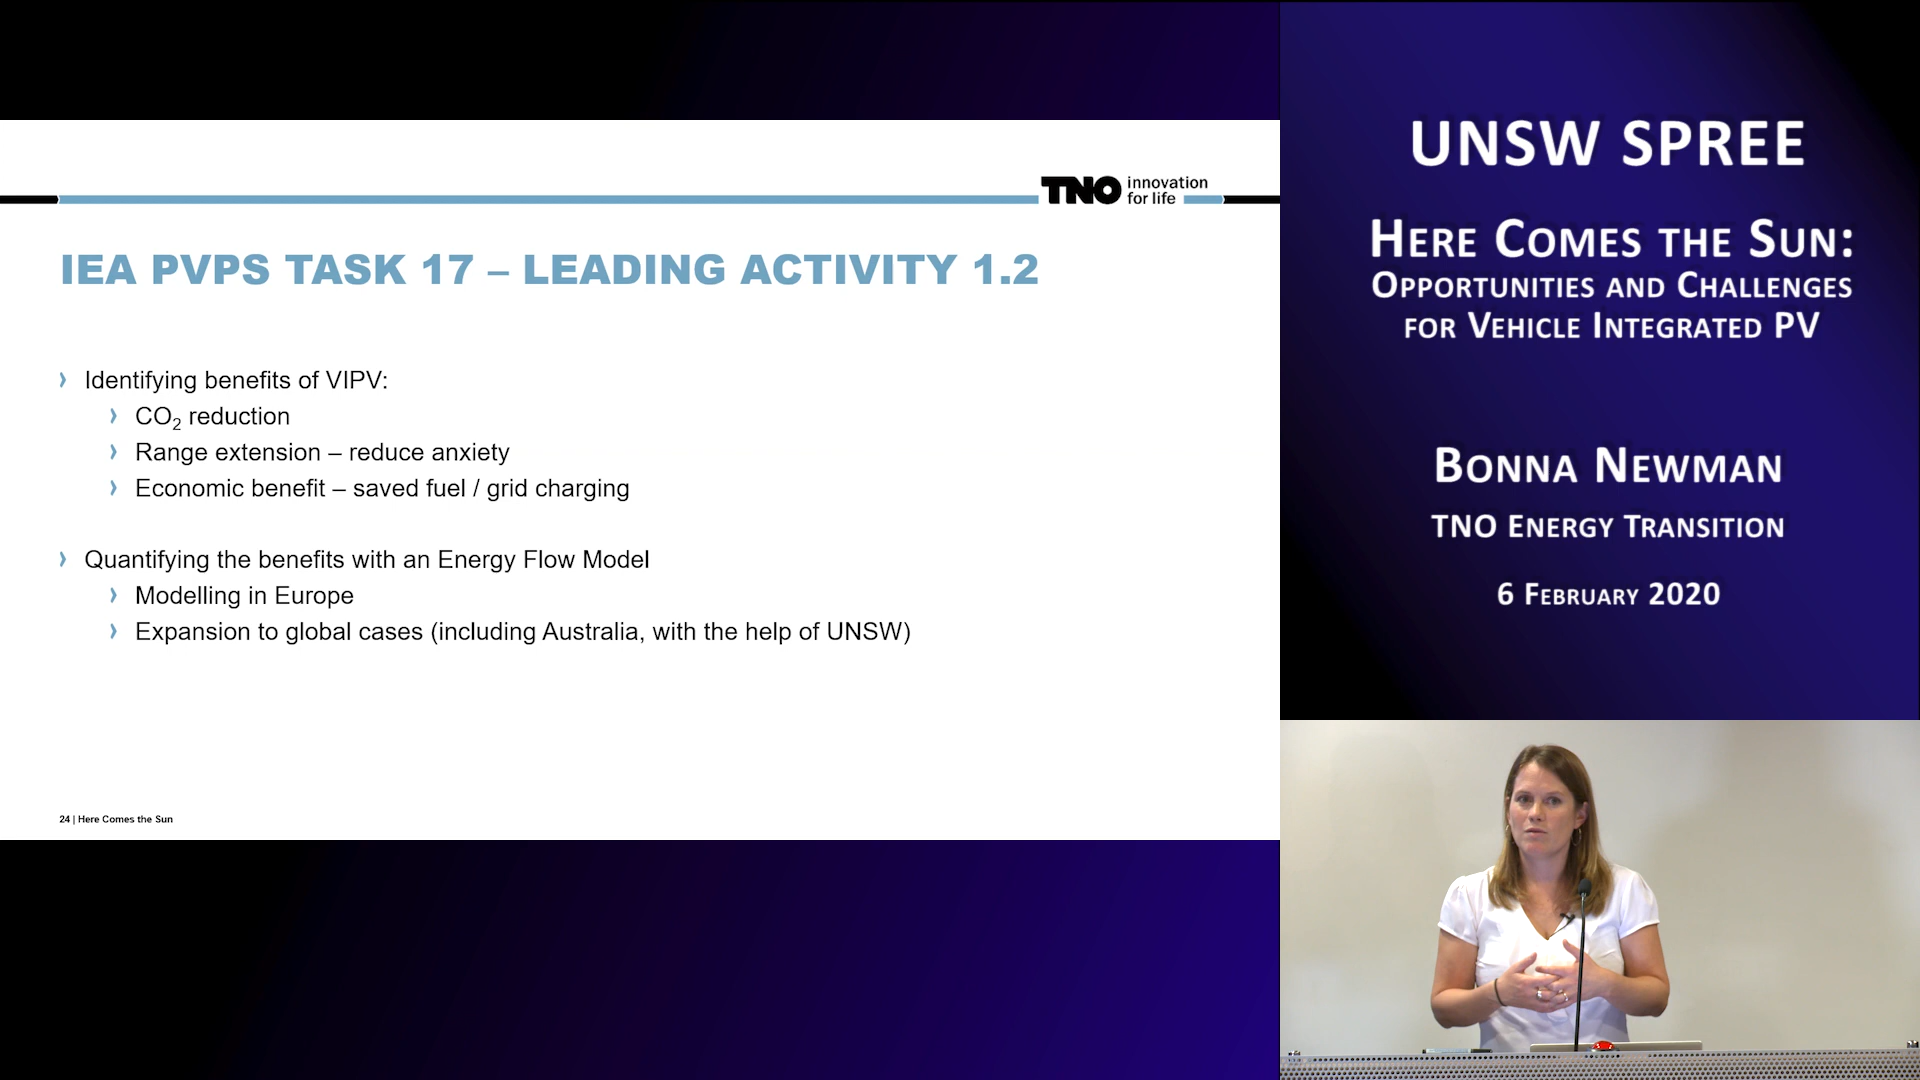 TNO innovation
for life
IEA PVPS TASK 17 – LEADING ACTIVITY 1.2
› Identifying benefits of VIPV:
› CO₂ reduction
› Range extension – reduce anxiety
› Economic benefit – saved fuel / grid charging
› Quantifying the benefits with an Energy Flow Model
› Modelling in Europe
› Expansion to global cases (including Australia, with the help of UNSW)
24 | Here Comes the Sun
UNSW SPREE
Here Comes the Sun:
Opportunities and Challenges
for Vehicle Integrated PV
Bonna Newman
TNO Energy Transition
6 February 2020